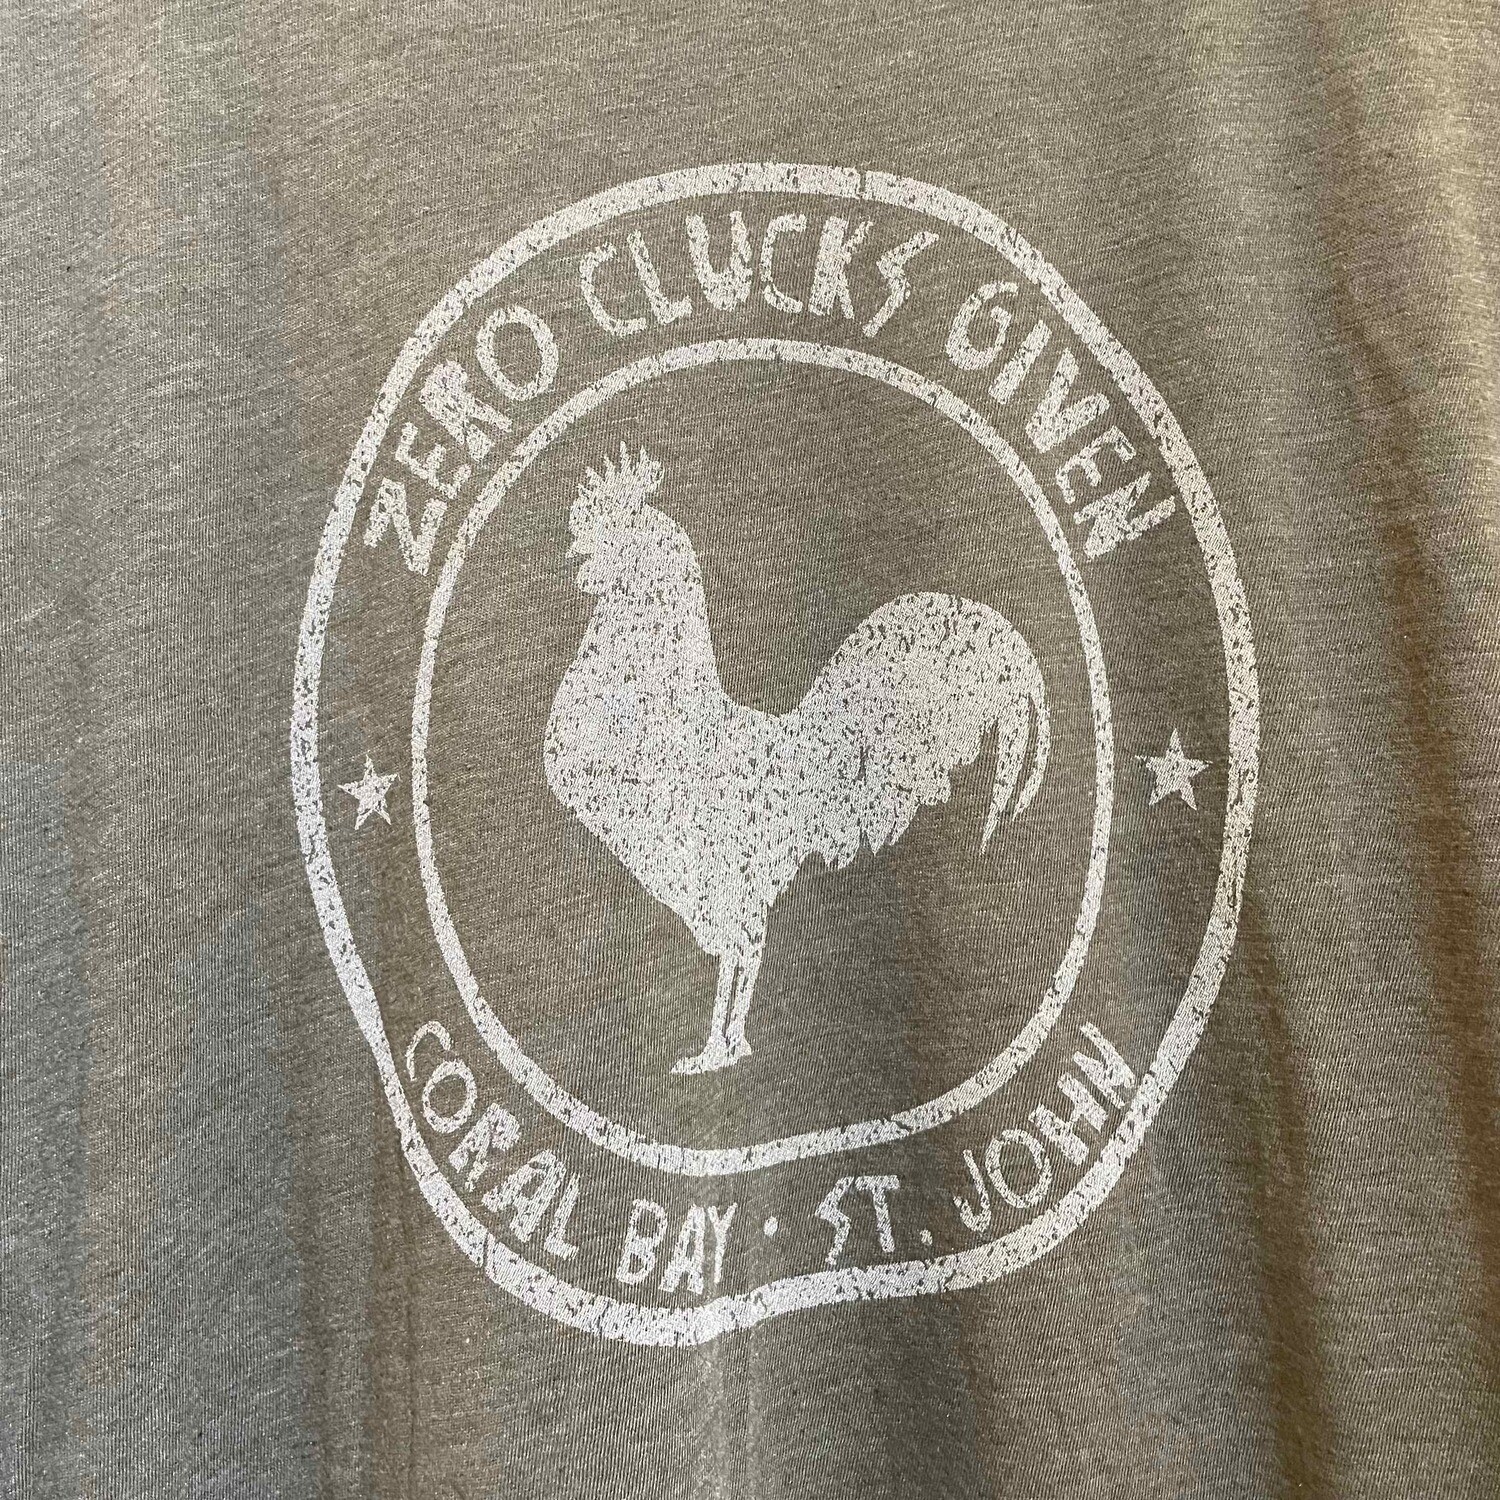 ZERO CLUCKS GIVEN
CORAL BAY · ST. JOHN